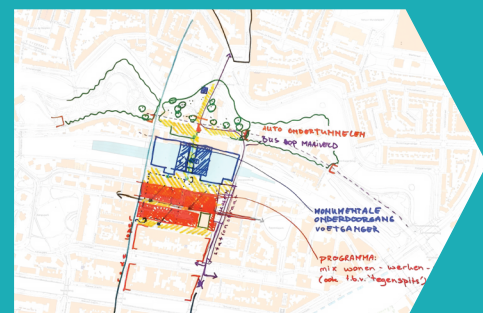 AUTO ONDERTUNNELEN
BUS OP MAAIVELD
MONUMENTALE
ONDERDOORGANG
VOETGANGER
PROGRAMMA:
mix wonen - werken -
(ook t.b.v. 'tegenspits')